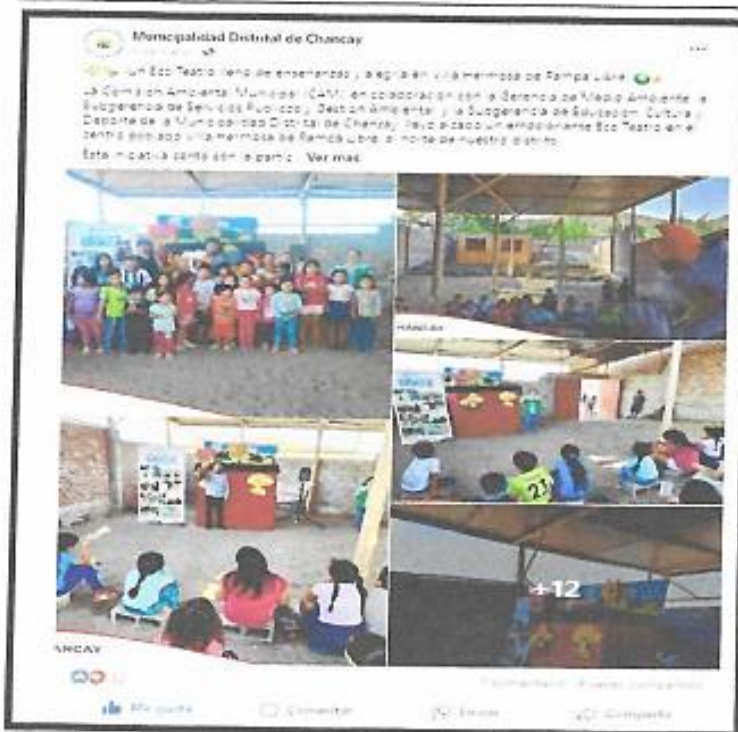 Municipalidad Distrital de Chancay
Un Eco Teatro lleno de enseñanzas y alegría en Villa Hermosa de Pampa Libre
La Comisión Ambiental Municipal (CAM) en colaboración con la Gerencia de Medio Ambiente, la
Subgerencia de Servicios Públicos y Gestión Ambiental y la Subgerencia de Educación, Cultura y
Deporte de la Municipalidad Distrital de Chancay llevó a cabo un emocionante Eco Teatro en el
centro poblado Villa Hermosa de Pampa Libre, al norte de nuestro distrito.
Esta iniciativa contó con la partic... Ver más
23
+12
ANCAY
Me gusta
Comentar
Enviar
Compartir